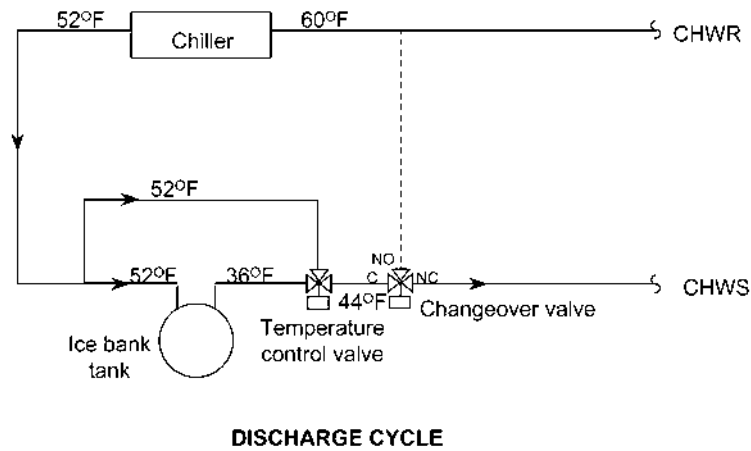 52°F
Chiller
60°F
CHWR
52°F
52°F
36°F
NO
C
NC
44°F
CHWS
Changeover valve
Temperature
control valve
Ice bank
tank
DISCHARGE CYCLE